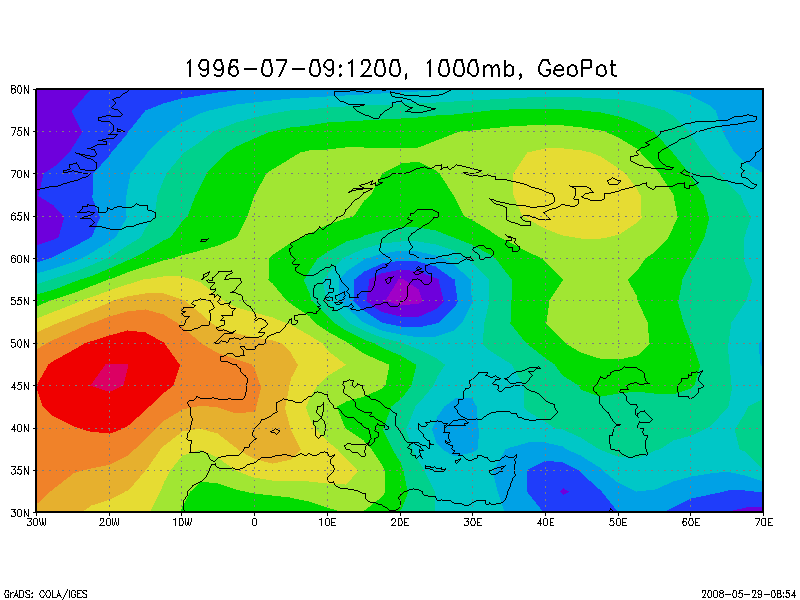 1996-07-09:1200, 1000mb, GeoPot
80N
75N
70N
65N
60N
55N
50N
45N
40N
35N
30N
30W 20W 10W 0 10E 20E 30E 40E 50E 60E 70E
GrADS: COLA/IGES 2008-05-29-08:54